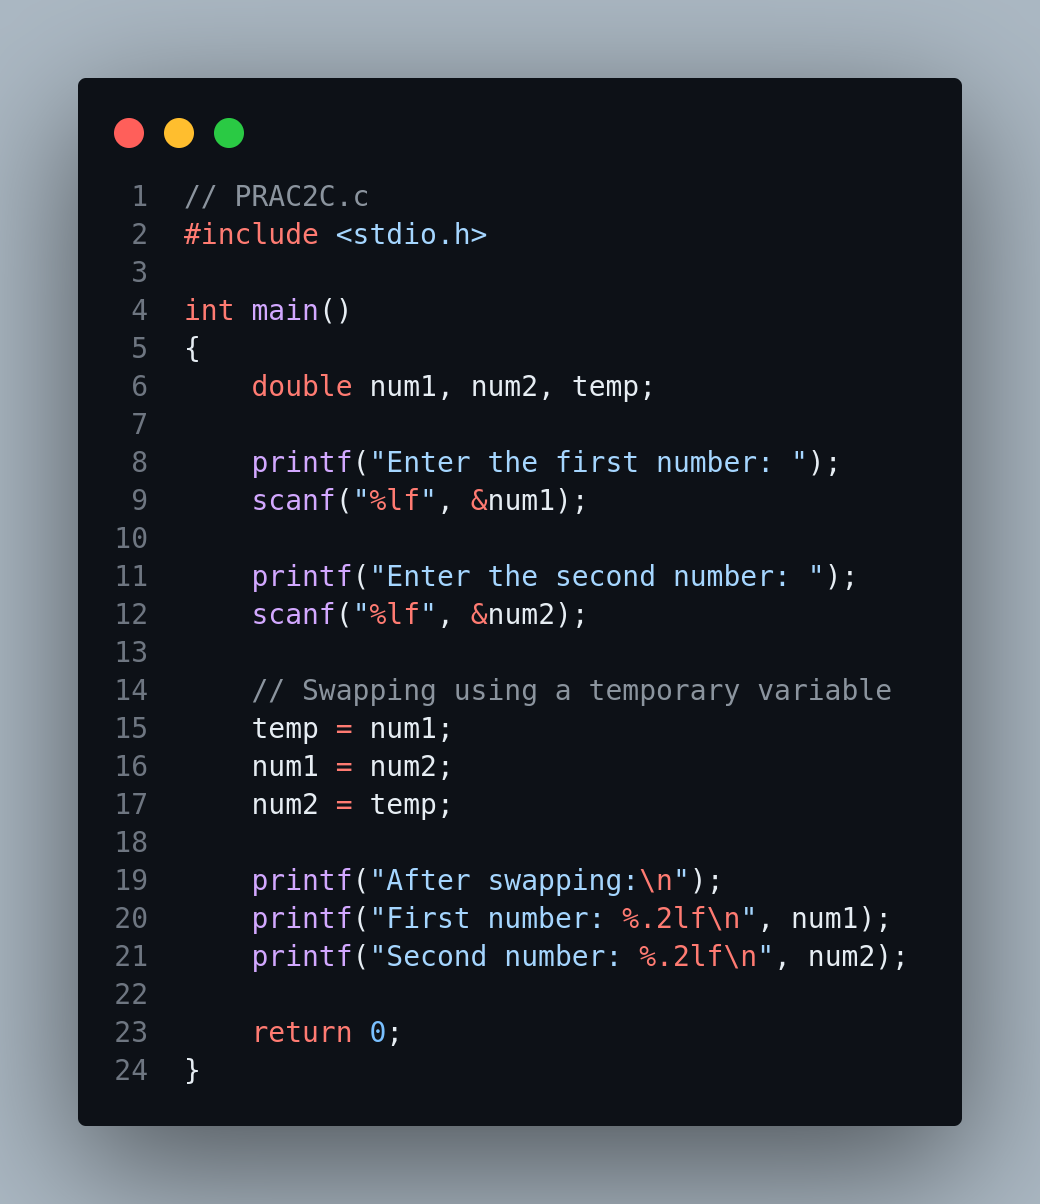 1 // PRAC2C.c
2 #include <stdio.h>
3
4 int main()
5 {
6     double num1, num2, temp;
7
8     printf("Enter the first number: ");
9     scanf("%lf", &num1);
10
11     printf("Enter the second number: ");
12     scanf("%lf", &num2);
13
14     // Swapping using a temporary variable
15     temp = num1;
16     num1 = num2;
17     num2 = temp;
18
19     printf("After swapping:\n");
20     printf("First number: %.2lf\n", num1);
21     printf("Second number: %.2lf\n", num2);
22
23     return 0;
24 }